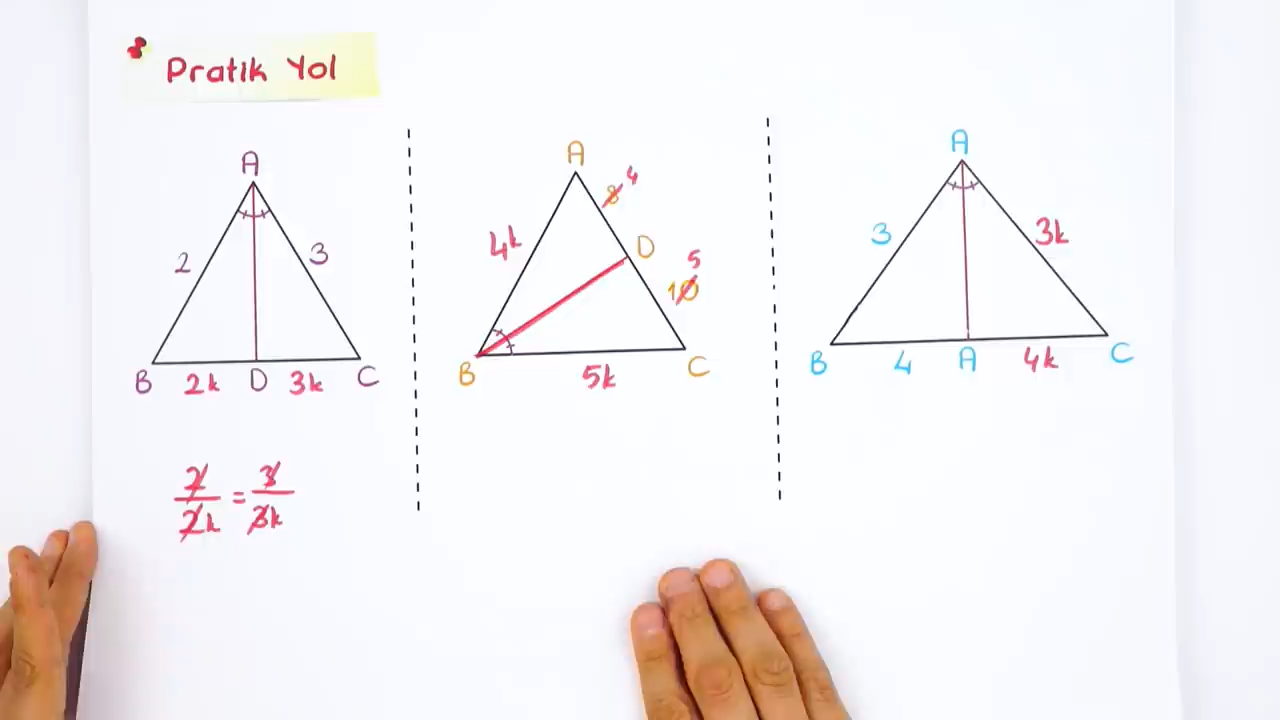 Pratik Yol
A
2
3
B 2k D 3k C
2/2k = 3/3k
A
8 4
4k
D
5
10
B 5k C
A
3
3k
B 4 A 4k C